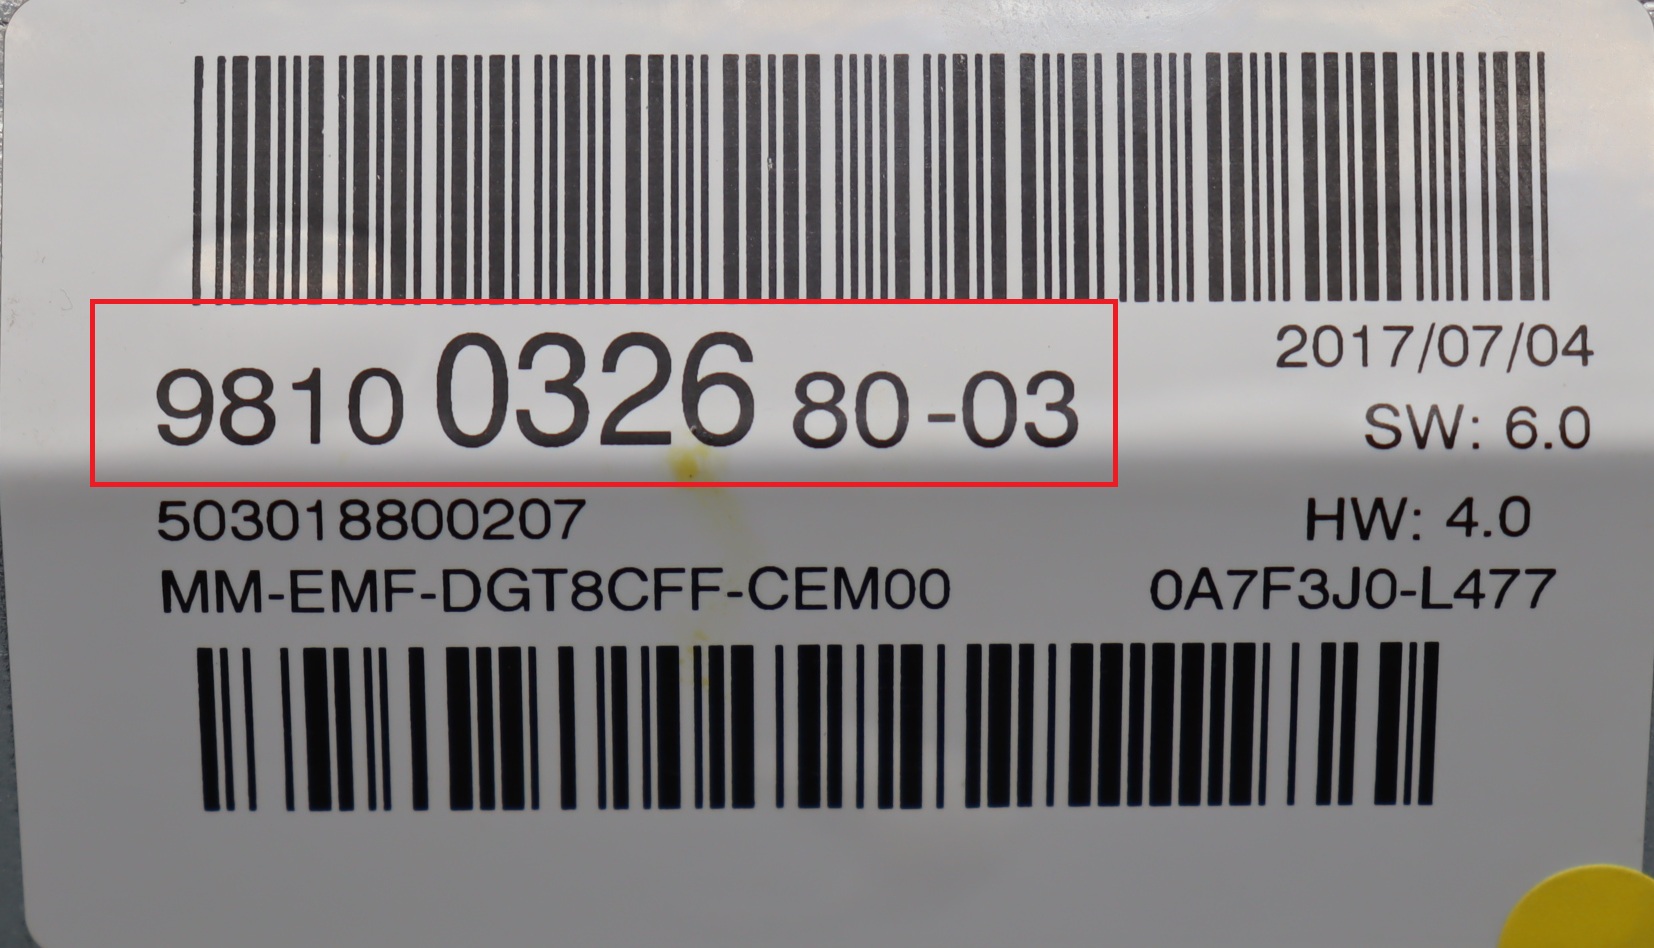 9810 0326 80-03
2017/07/04
SW: 6.0
503018800207
HW: 4.0
MM-EMF-DGT8CFF-CEM00
0A7F3J0-L477